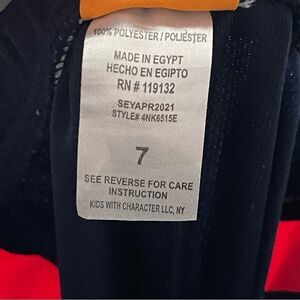 100% POLYESTER / POLIÉSTER
MADE IN EGYPT
HECHO EN EGIPTO
RN # 119132
SEYAPR2021
STYLE# 4NK6515E
7
SEE REVERSE FOR CARE
INSTRUCTION
KIDS WITH CHARACTER LLC, NY